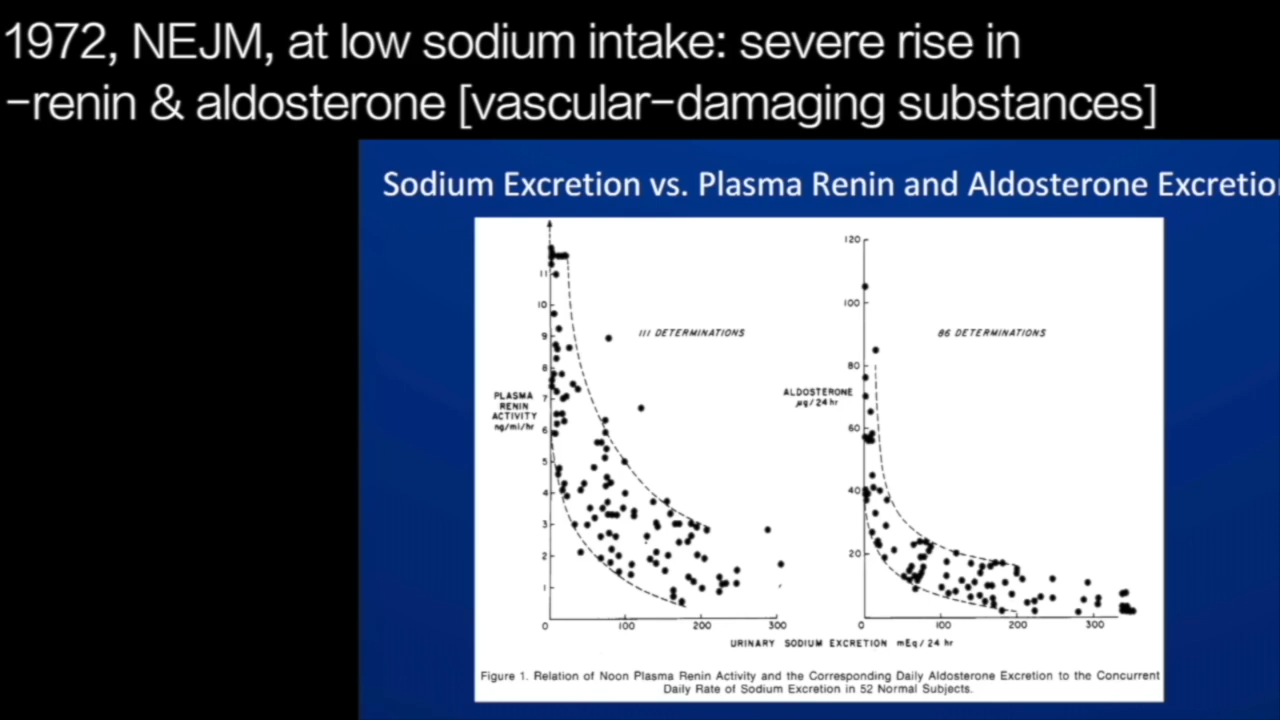 1972, NEJM, at low sodium intake: severe rise in
-renin & aldosterone [vascular-damaging substances]
Sodium Excretion vs. Plasma Renin and Aldosterone Excretio
11
10
9
8
7
6
5
4
3
2
1
0
100
200
300
PLASMA
RENIN
ACTIVITY
ng/ml/hr
111 DETERMINATIONS
120
100
80
60
40
20
0
100
200
300
ALDOSTERONE
µg/24 hr
86 DETERMINATIONS
URINARY SODIUM EXCRETION mEq/24 hr
Figure 1. Relation of Noon Plasma Renin Activity and the Corresponding Daily Aldosterone Excretion to the Concurrent
Daily Rate of Sodium Excretion in 52 Normal Subjects.